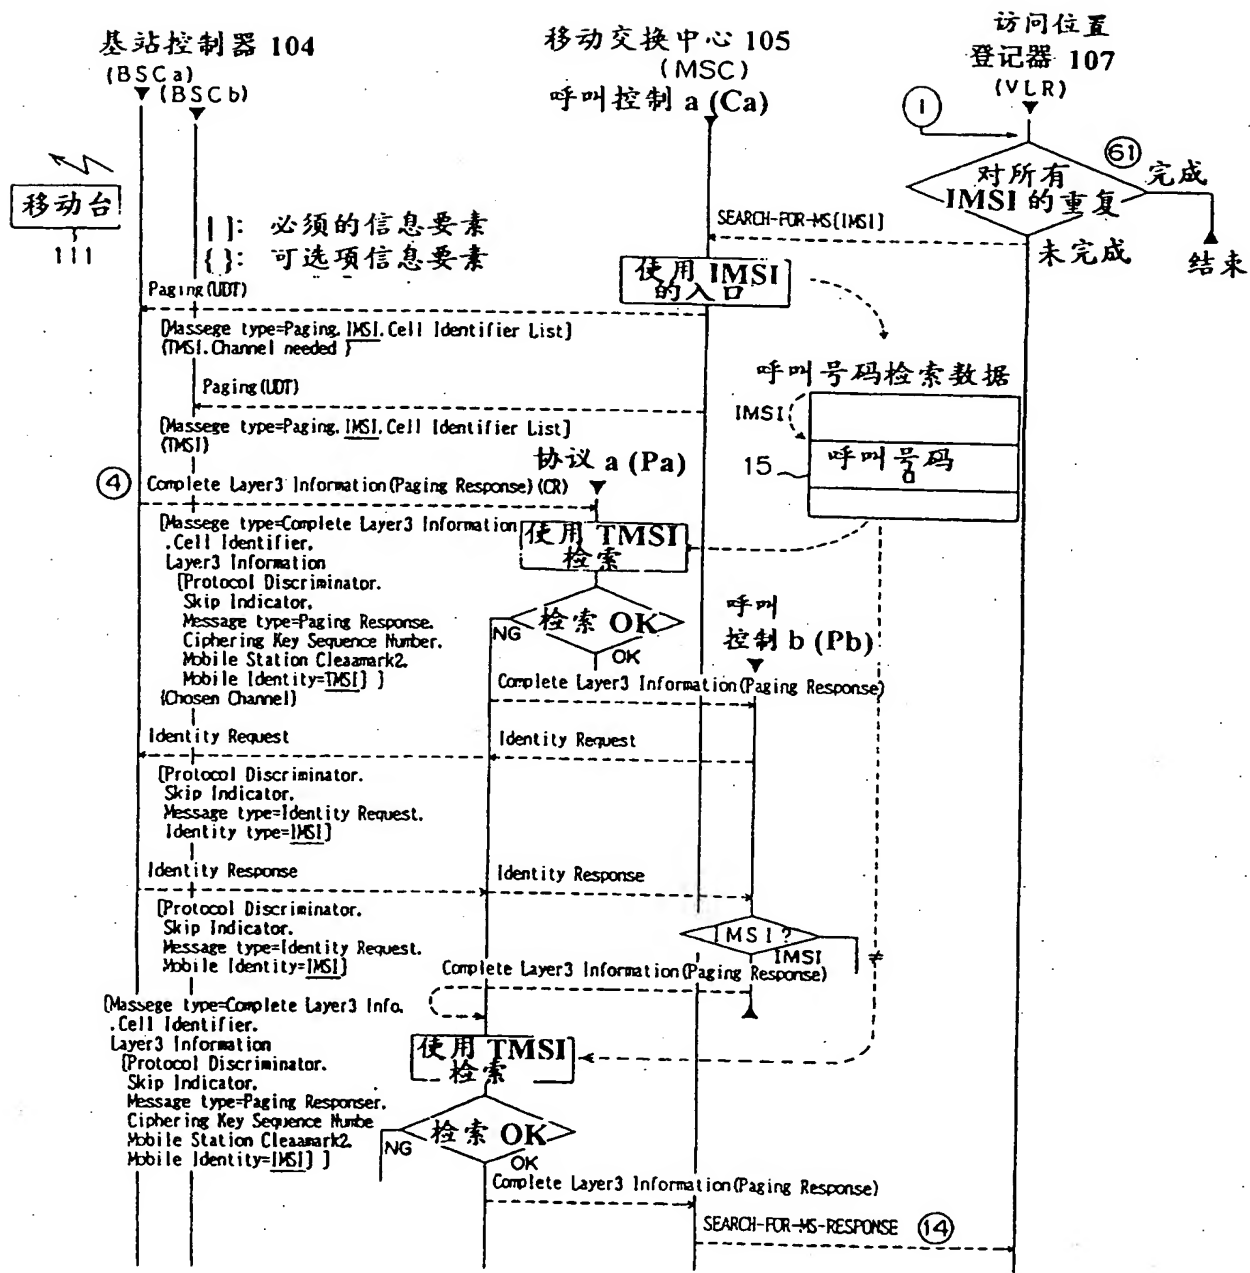 基站控制器 104
(BSCa)
(BSCb)
移动交换中心 105
(MSC)
呼叫控制 a (Ca)
访问位置
登记器 107
(VLR)
1
61
对所有
IMSI 的重复
完成
未完成
结束
移动台
111
[ ]: 必须的信息要素
{ }: 可选项信息要素
SEARCH-FOR-MS[IMSI]
使用 IMSI
的入口
Paging(UDT)
[Massege type=Paging.IMSI.Cell Identifier List]
{TMSI.Channel needed }
呼叫号码检索数据
Paging(UDT)
IMSI
[Massege type=Paging.IMSI.Cell Identifier List]
{TMSI}
15
呼叫号码
协议 a (Pa)
4
Complete Layer3 Information(Paging Response)(CR)
[Massege type=Complete Layer3 Information
.Cell Identifier.
Layer3 Information
[Protocol Discriminator.
Skip Indicator.
Message type=Paging Response.
Ciphering Key Sequence Number.
Mobile Station Cleaamark2.
Mobile Identity=TMSI] ]
{Chosen Channel}
使用 TMSI
检索
检索 OK
NG
OK
呼叫
控制 b (Pb)
Complete Layer3 Information(Paging Response)
Identity Request
Identity Request
[Protocol Discriminator.
Skip Indicator.
Message type=Identity Request.
Identity type=IMSI]
Identity Response
Identity Response
[Protocol Discriminator.
Skip Indicator.
Message type=Identity Request.
Mobile Identity=IMSI]
IMSI?
IMSI
≠
Complete Layer3 Information(Paging Response)
[Massege type=Complete Layer3 Info.
.Cell Identifier.
Layer3 Information
[Protocol Discriminator.
Skip Indicator.
Message type=Paging Responser.
Ciphering Key Sequence Numbe
Mobile Station Cleaamark2.
Mobile Identity=IMSI] ]
使用 TMSI
检索
检索 OK
NG
OK
Complete Layer3 Information(Paging Response)
SEARCH-FOR-MS-RESPONSE
14